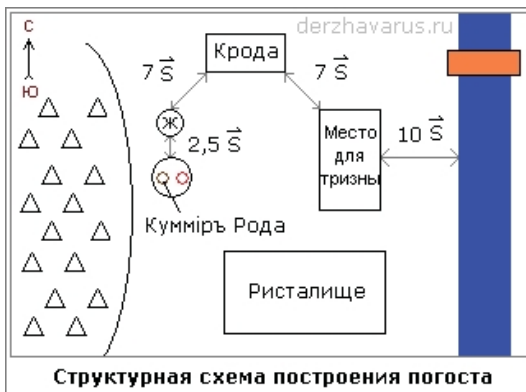 derzhavarus.ru
С
Ю
Крода
7 S
7 S
Ж
2,5 S
Место
для
тризны
10 S
Куммiръ Рода
Ристалище
Структурная схема построения погоста